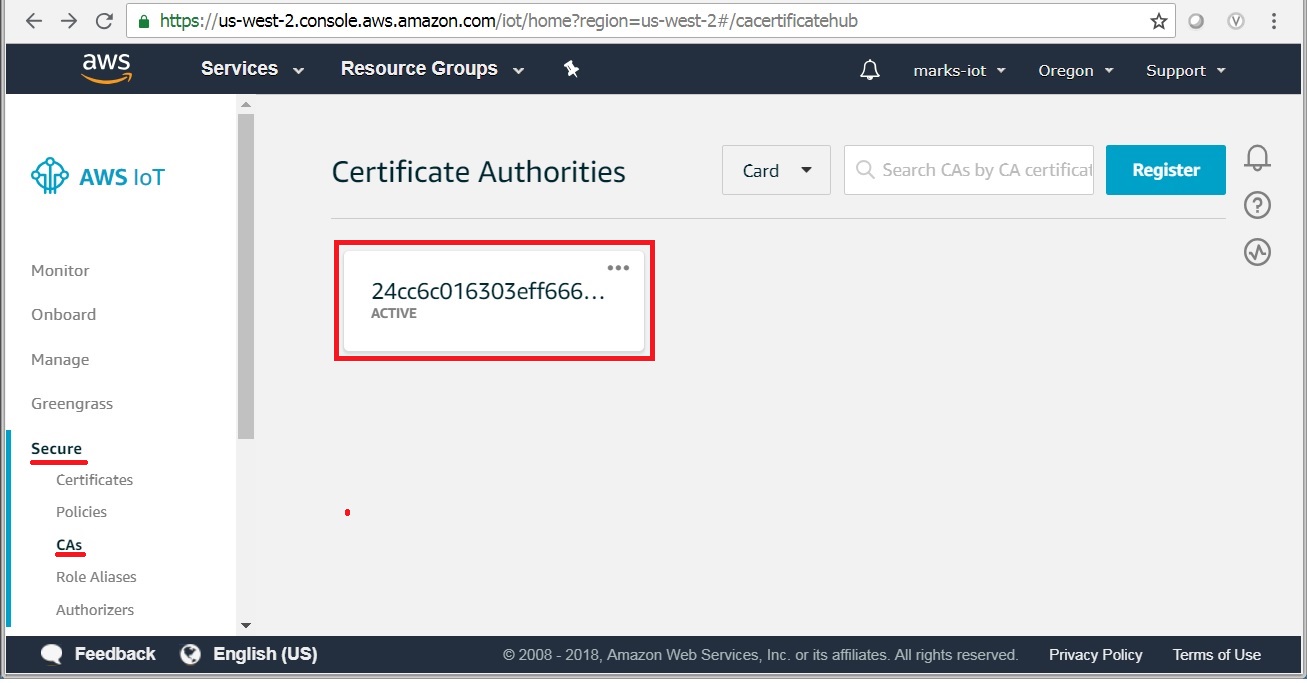 https://us-west-2.console.aws.amazon.com/iot/home?region=us-west-2#/cacertificatehub
aws Services Resource Groups marks-iot Oregon Support
AWS IoT
Certificate Authorities Card Search CAs by CA certificat Register
24cc6c016303eff666...
ACTIVE
Monitor
Onboard
Manage
Greengrass
Secure
Certificates
Policies
CAs
Role Aliases
Authorizers
Feedback English (US) © 2008 - 2018, Amazon Web Services, Inc. or its affiliates. All rights reserved. Privacy Policy Terms of Use